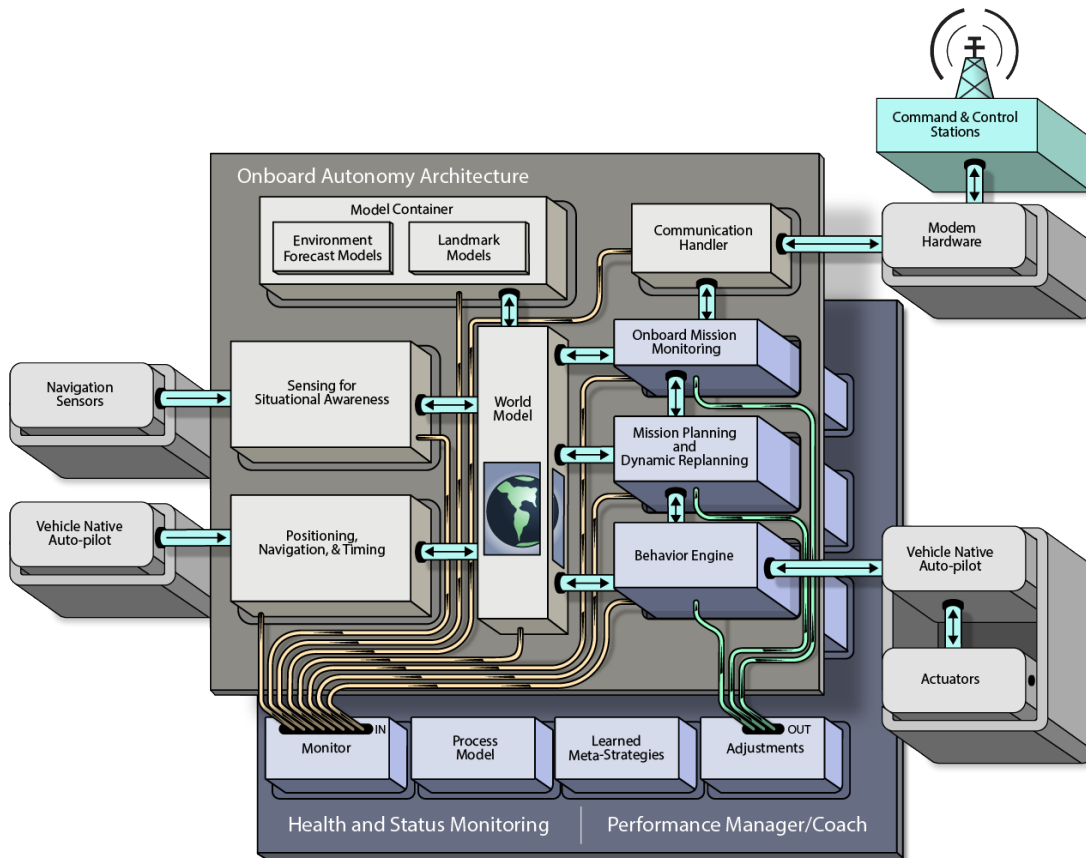 Command & Control
Stations
Onboard Autonomy Architecture
Model Container
Environment
Forecast Models
Landmark
Models
Communication
Handler
Modem
Hardware
Onboard Mission
Monitoring
Navigation
Sensors
Sensing for
Situational Awareness
World
Model
Mission Planning
and
Dynamic Replanning
Vehicle Native
Auto-pilot
Positioning,
Navigation, & Timing
Behavior Engine
Vehicle Native
Auto-pilot
Actuators
IN
Monitor
Process
Model
Learned
Meta-Strategies
OUT
Adjustments
Health and Status Monitoring
Performance Manager/Coach